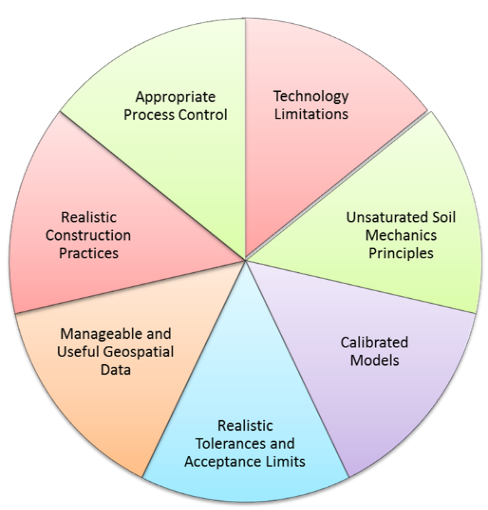 Technology
Limitations
Unsaturated Soil
Mechanics
Principles
Calibrated
Models
Realistic
Tolerances and
Acceptance Limits
Manageable and
Useful Geospatial
Data
Realistic
Construction
Practices
Appropriate
Process Control